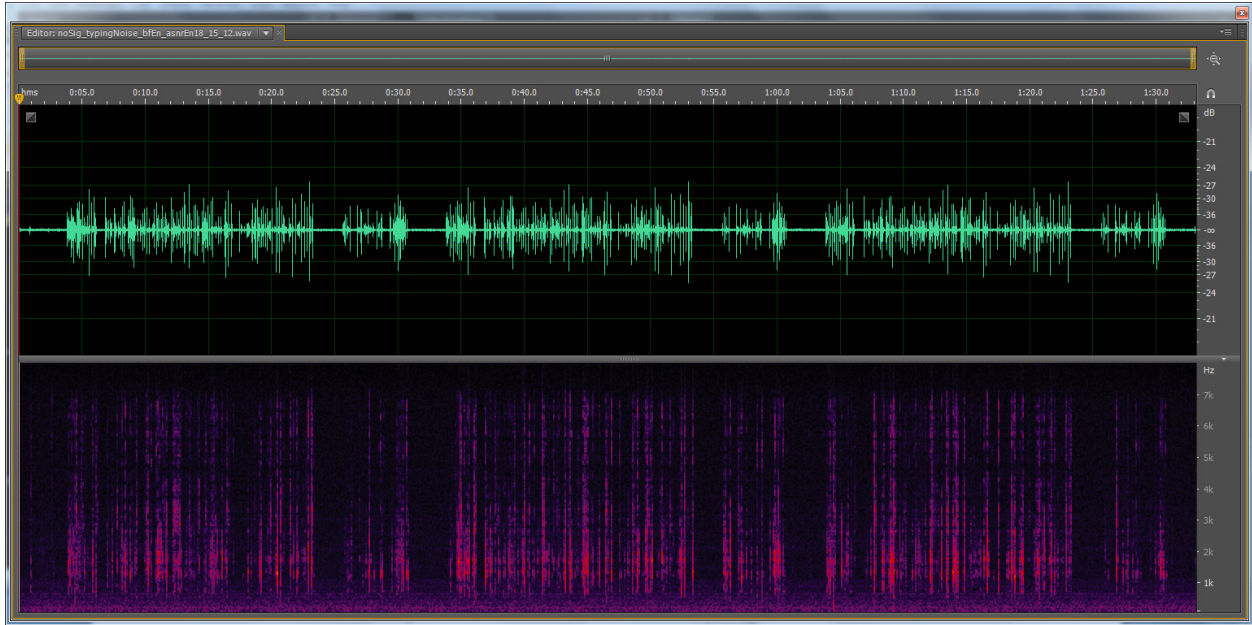 Editor: noSig_typingNoise_bfEn_asnrEn18_15_12.wav
hms 0:05.0 0:10.0 0:15.0 0:20.0 0:25.0 0:30.0 0:35.0 0:40.0 0:45.0 0:50.0 0:55.0 1:00.0 1:05.0 1:10.0 1:15.0 1:20.0 1:25.0 1:30.0
dB
-21
-24
-27
-30
-36
-∞
-36
-30
-27
-24
-21
Hz
7k
6k
5k
4k
3k
2k
1k